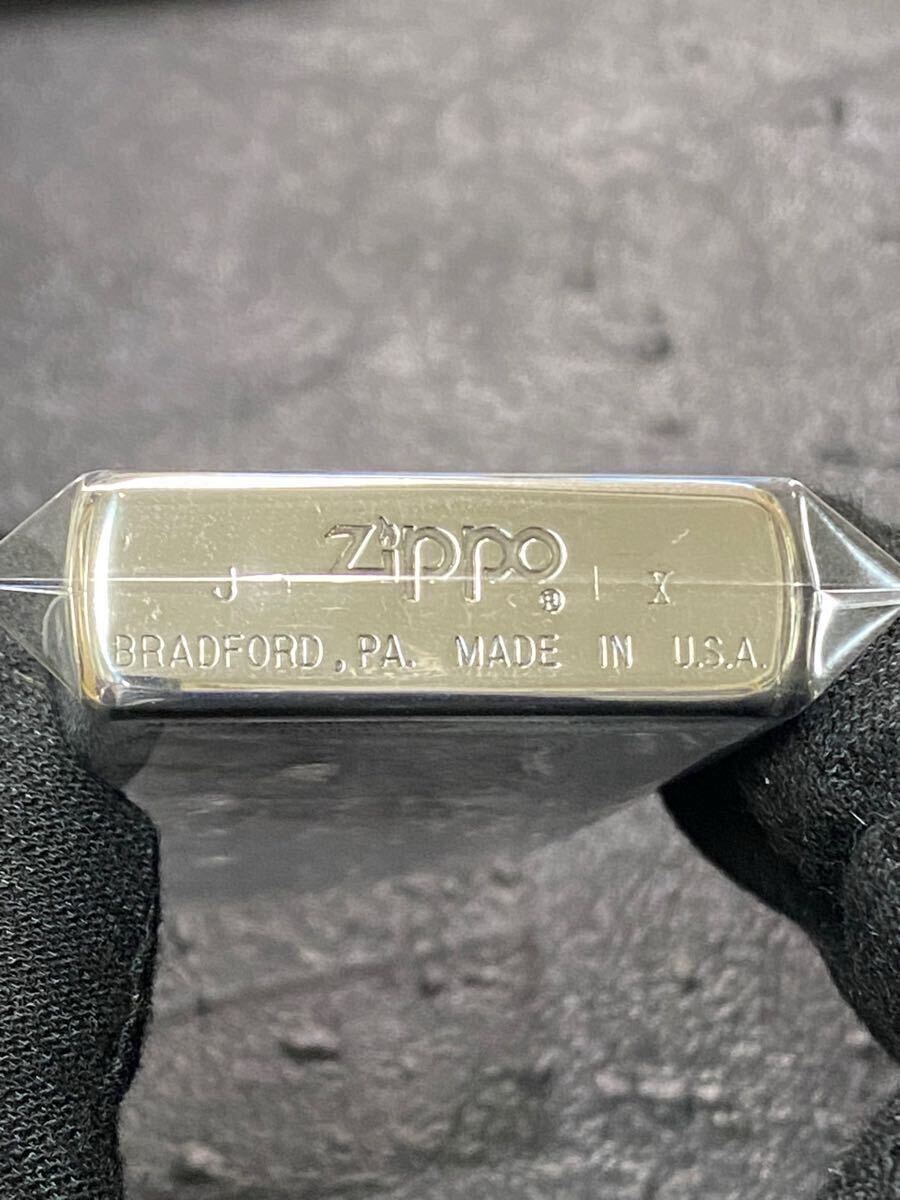 Zippo
J ® X
BRADFORD, PA. MADE IN U.S.A.